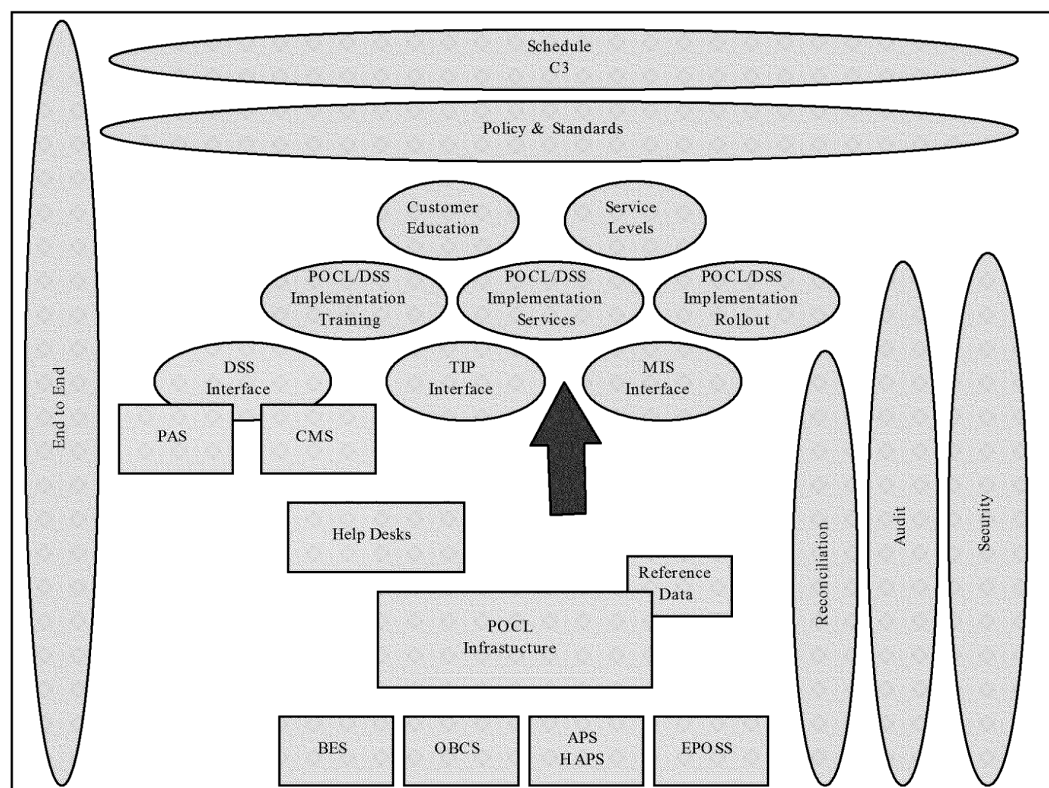 Schedule
C3
Policy & Standards
Customer
Education
Service
Levels
POCL/DSS
Implementation
Training
POCL/DSS
Implementation
Services
POCL/DSS
Implementation
Rollout
DSS
Interface
TIP
Interface
MIS
Interface
PAS
CMS
End to End
Help Desks
Reference
Data
POCL
Infrastucture
Reconciliation
Audit
Security
BES
OBCS
APS
HAPS
EPOSS